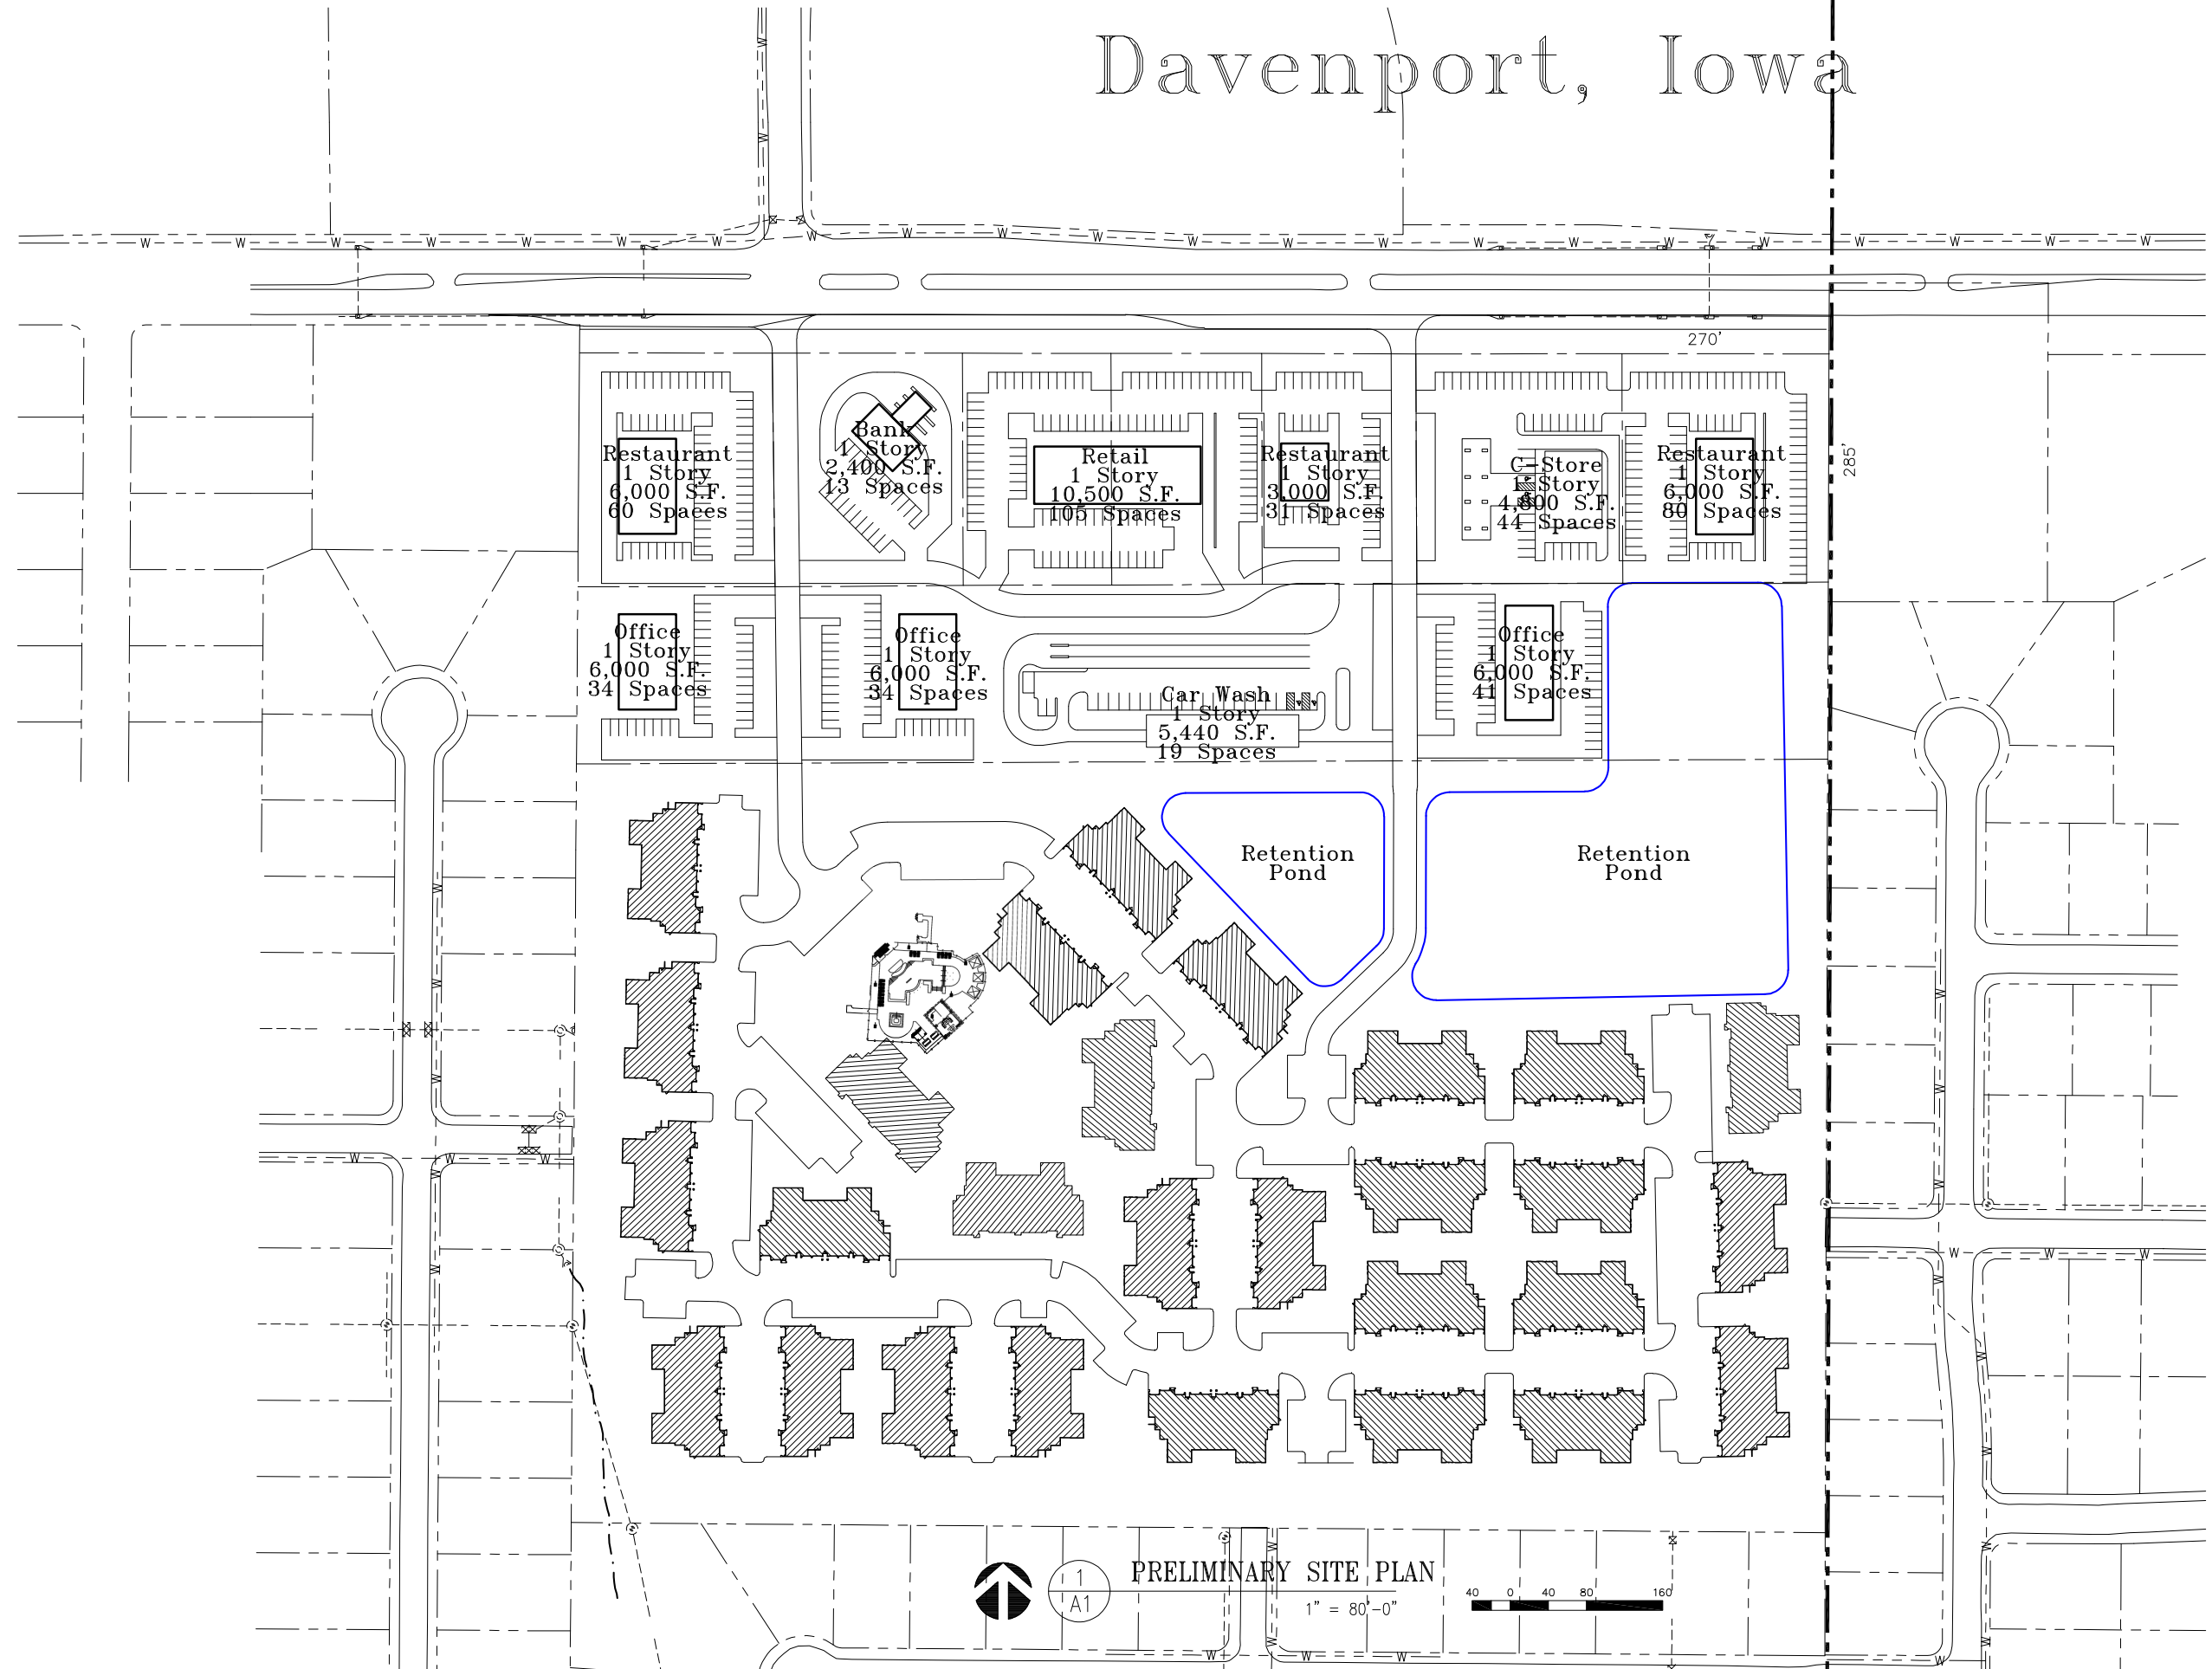 Davenport, Iowa
270'
285'
Restaurant
1 Story
6,000 S.F.
60 Spaces
Bank
1 Story
2,400 S.F.
13 Spaces
Retail
1 Story
10,500 S.F.
105 Spaces
Restaurant
1 Story
3,000 S.F.
31 Spaces
C-Store
1 Story
4,800 S.F.
44 Spaces
Restaurant
1 Story
6,000 S.F.
80 Spaces
Office
1 Story
6,000 S.F.
34 Spaces
Office
1 Story
6,000 S.F.
34 Spaces
Car Wash
1 Story
5,440 S.F.
19 Spaces
Office
1 Story
6,000 S.F.
41 Spaces
Retention
Pond
Retention
Pond
1
A1
PRELIMINARY SITE PLAN
1" = 80'-0"
40 0 40 80 160